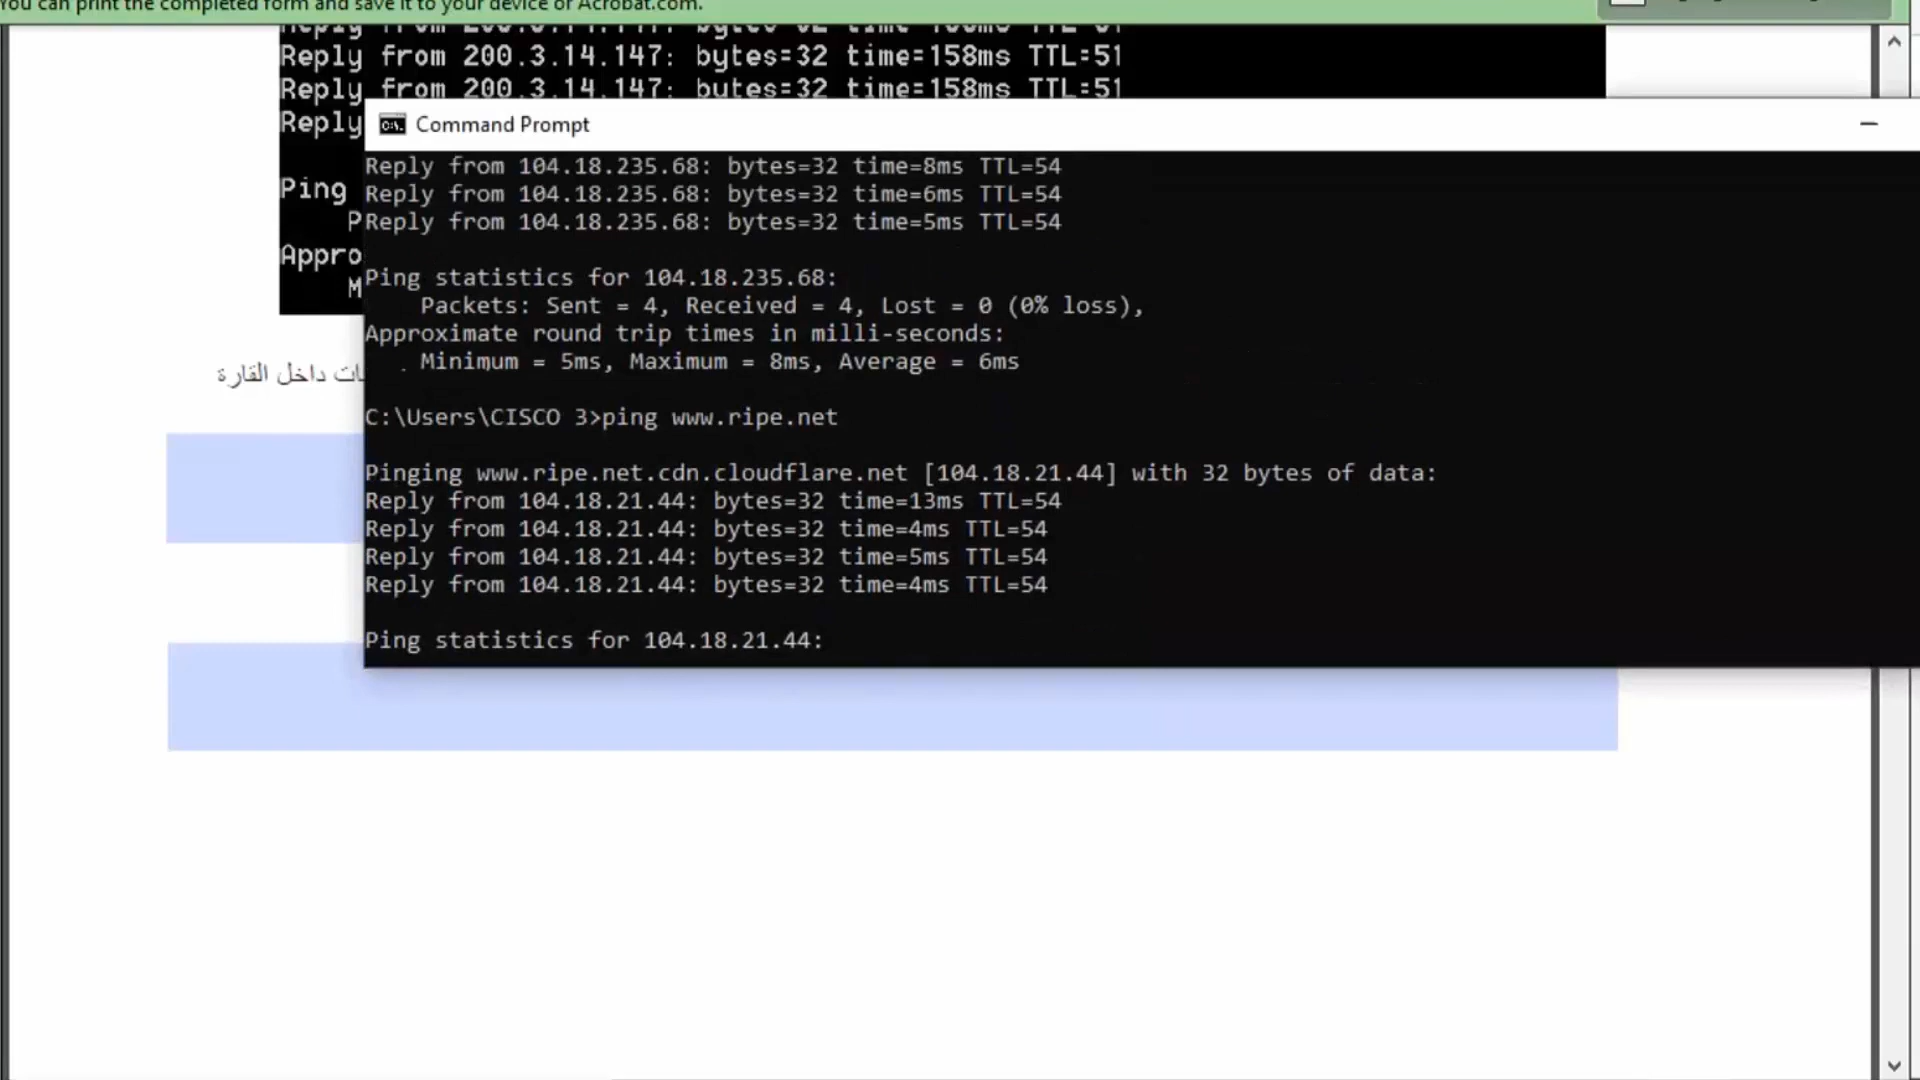 You can print the completed form and save it to your device or Acrobat.com.
Reply from 200.3.14.147: bytes=32 time=158ms TTL=51
Reply from 200.3.14.147: bytes=32 time=158ms TTL=51
Reply
Command Prompt
Reply from 104.18.235.68: bytes=32 time=8ms TTL=54
Ping
Reply from 104.18.235.68: bytes=32 time=6ms TTL=54
P
Reply from 104.18.235.68: bytes=32 time=5ms TTL=54
Appro
Ping statistics for 104.18.235.68:
M
Packets: Sent = 4, Received = 4, Lost = 0 (0% loss),
Approximate round trip times in milli-seconds:
Minimum = 5ms, Maximum = 8ms, Average = 6ms
داخل القارة
C:\Users\CISCO 3>ping www.ripe.net
Pinging www.ripe.net.cdn.cloudflare.net [104.18.21.44] with 32 bytes of data:
Reply from 104.18.21.44: bytes=32 time=13ms TTL=54
Reply from 104.18.21.44: bytes=32 time=4ms TTL=54
Reply from 104.18.21.44: bytes=32 time=5ms TTL=54
Reply from 104.18.21.44: bytes=32 time=4ms TTL=54
Ping statistics for 104.18.21.44: